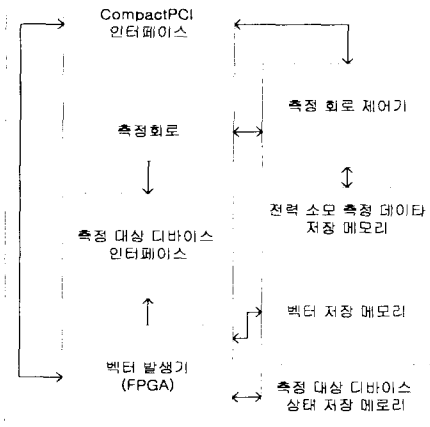 CompactPCI
인터페이스
측정 회로 제어기
측정회로
전력 소모 측정 데이타
저장 메모리
측정 대상 디바이스
인터페이스
벡터 저장 메모리
벡터 발생기
(FPGA)
측정 대상 디바이스
상태 저장 메로리